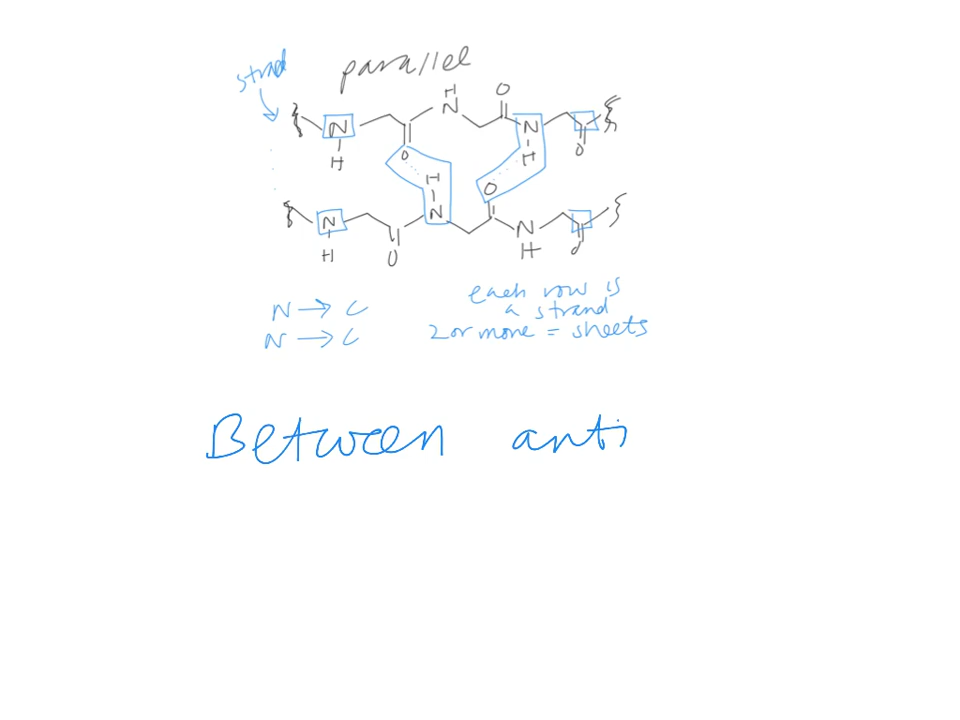 strand
parallel
H
N
O
N
H
O
N
H
O
H
N
H
O
N
O
N
H
O
N → C
N → C
each row is
a strand
2 or more = sheets
Between anti